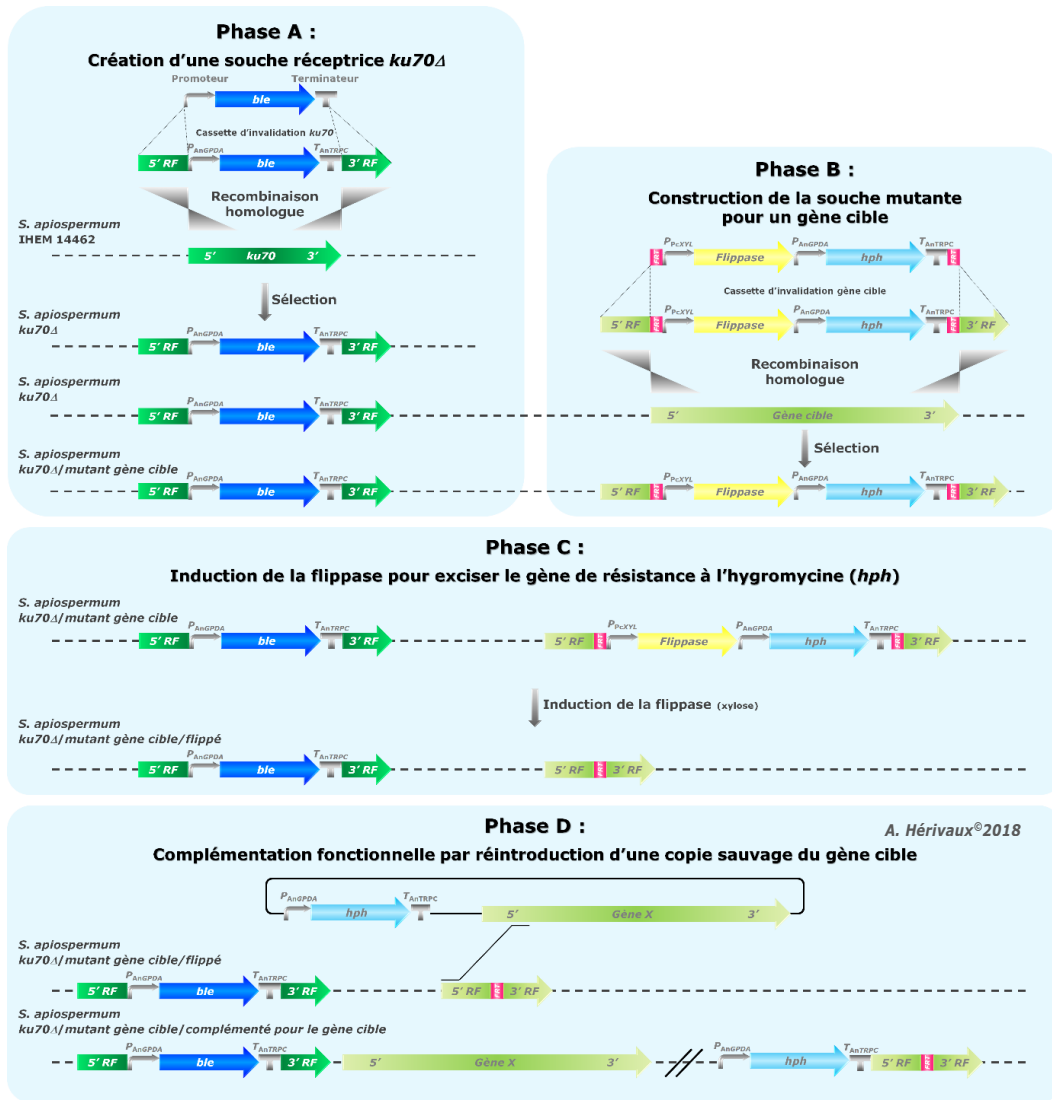 Phase A :
Création d’une souche réceptrice ku70Δ
Promoteur Terminateur
ble
Cassette d’invalidation ku70
PAnGPDA TAnTRPC
5’ RF ble 3’ RF
Recombinaison
homologue
S. apiospermum
IHEM 14462
5’ ku70 3’
Sélection
S. apiospermum
ku70Δ
PAnGPDA TAnTRPC
5’ RF ble 3’ RF
S. apiospermum
ku70Δ
PAnGPDA TAnTRPC
5’ RF ble 3’ RF
S. apiospermum
ku70Δ/mutant gène cible
PAnGPDA TAnTRPC
5’ RF ble 3’ RF
Phase B :
Construction de la souche mutante
pour un gène cible
PPcXYL PAnGPDA TAnTRPC
FRT Flippase hph FRT
Cassette d’invalidation gène cible
PPcXYL PAnGPDA TAnTRPC
5’ RF FRT Flippase hph FRT 3’ RF
Recombinaison
homologue
5’ Gène cible 3’
Sélection
PPcXYL PAnGPDA TAnTRPC
5’ RF FRT Flippase hph FRT 3’ RF
Phase C :
Induction de la flippase pour exciser le gène de résistance à l’hygromycine (hph)
S. apiospermum
ku70Δ/mutant gène cible
PAnGPDA TAnTRPC PPcXYL PAnGPDA TAnTRPC
5’ RF ble 3’ RF 5’ RF FRT Flippase hph FRT 3’ RF
Induction de la flippase (xylose)
S. apiospermum
ku70Δ/mutant gène cible/flippé
PAnGPDA TAnTRPC
5’ RF ble 3’ RF 5’ RF FRT 3’ RF
Phase D :
A. Hérivaux©2018
Complémentation fonctionnelle par réintroduction d’une copie sauvage du gène cible
PAnGPDA TAnTRPC
hph 5’ Gène X 3’
S. apiospermum
ku70Δ/mutant gène cible/flippé
PAnGPDA TAnTRPC
5’ RF ble 3’ RF 5’ RF FRT 3’ RF
S. apiospermum
ku70Δ/mutant gène cible/complémenté pour le gène cible
PAnGPDA TAnTRPC PAnGPDA TAnTRPC
5’ RF ble 3’ RF 5’ Gène X 3’ hph 5’ RF FRT 3’ RF